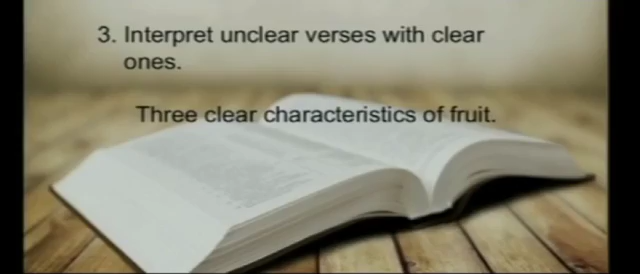 3. Interpret unclear verses with clear
ones.
Three clear characteristics of fruit.